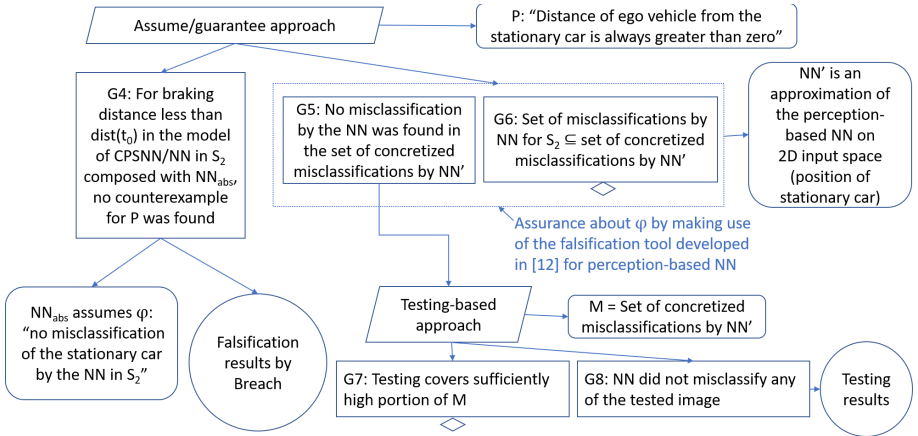 Assume/guarantee approach
P: “Distance of ego vehicle from the
stationary car is always greater than zero”
G4: For braking
distance less than
dist(t₀) in the model
of CPSNN/NN in S₂
composed with NNₐbₛ,
no counterexample
for P was found
G5: No misclassification
by the NN was found in
the set of concretized
misclassifications by NN’
G6: Set of misclassifications by
NN for S₂ ⊆ set of concretized
misclassifications by NN’
NN’ is an
approximation of
the perception-
based NN on
2D input space
(position of
stationary car)
Assurance about φ by making use
of the falsification tool developed
in [12] for perception-based NN
NNₐbₛ assumes φ:
“no misclassification
of the stationary car
by the NN in S₂”
Falsification
results by
Breach
Testing-based
approach
M = Set of concretized
misclassifications by NN’
G7: Testing covers sufficiently
high portion of M
G8: NN did not misclassify any
of the tested image
Testing
results